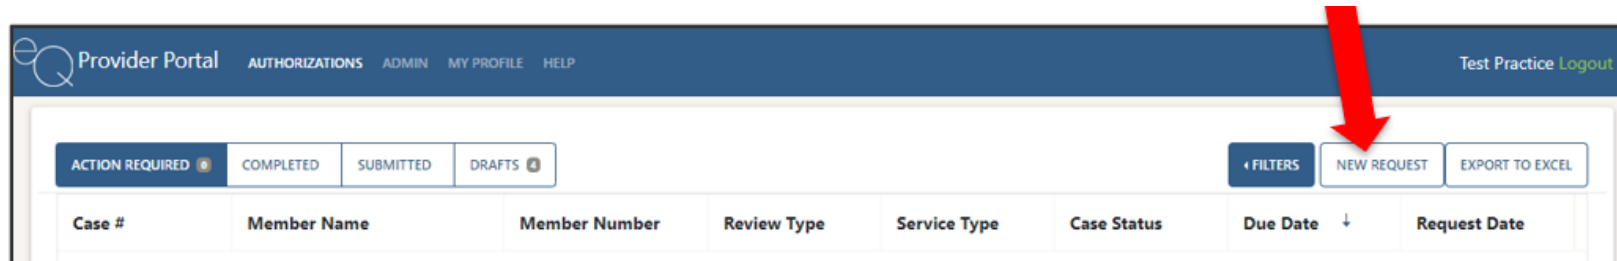 eQ Provider Portal AUTHORIZATIONS ADMIN MY PROFILE HELP Test Practice Logout
ACTION REQUIRED 0 COMPLETED SUBMITTED DRAFTS 4 FILTERS NEW REQUEST EXPORT TO EXCEL
Case # Member Name Member Number Review Type Service Type Case Status Due Date ↓ Request Date